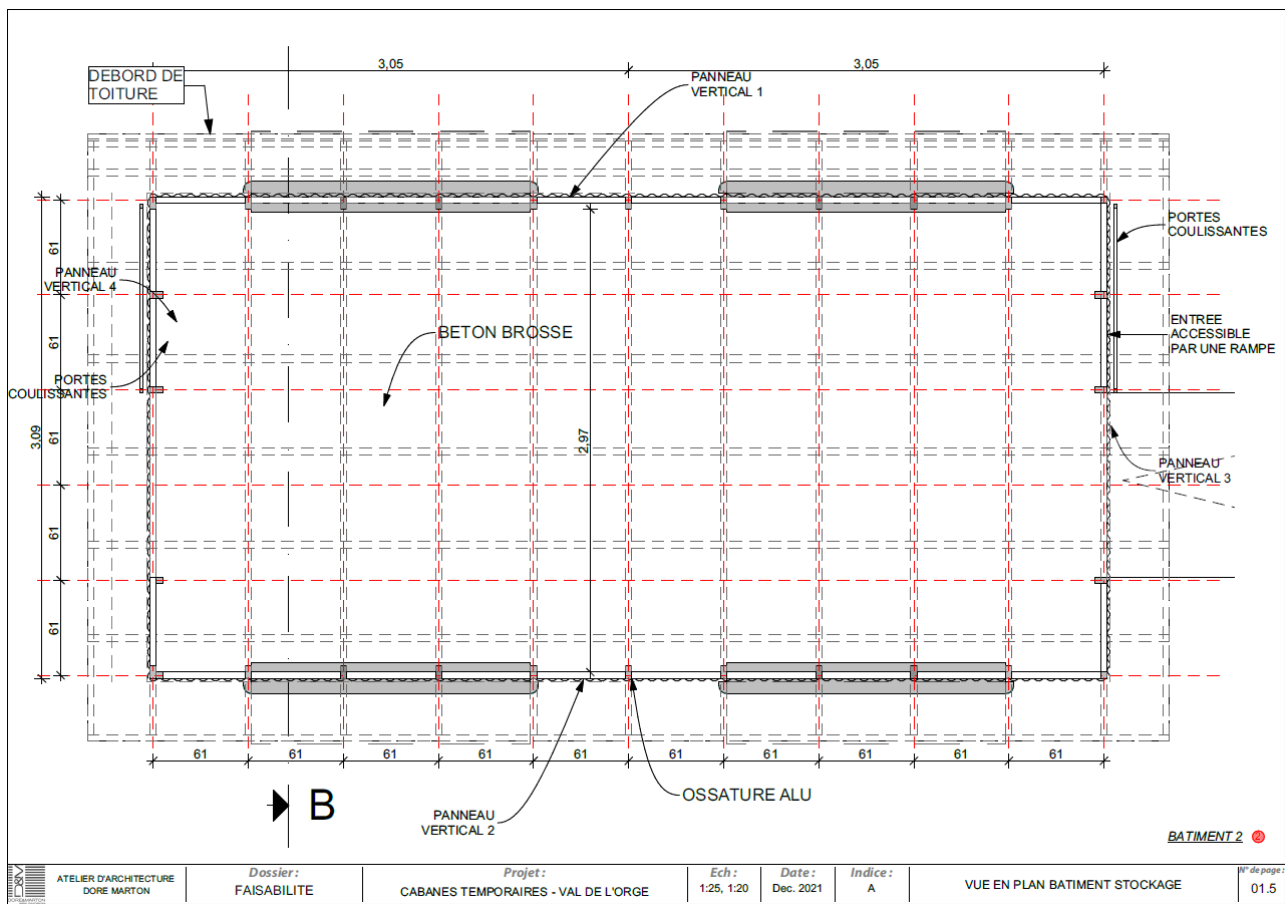 3,05
3,05
DEBORD DE
TOITURE
PANNEAU
VERTICAL 1
61
PORTES
COULISSANTES
PANNEAU
VERTICAL 4
BETON BROSSE
ENTREE
ACCESSIBLE
PAR UNE RAMPE
61
PORTES
COULISSANTES
3,09
61
2,97
PANNEAU
VERTICAL 3
61
61
61 61 61 61 61 61 61 61 61 61
B
OSSATURE ALU
PANNEAU
VERTICAL 2
BATIMENT 2
2
D&M
DORE&MARTON
ATELIER D'ARCHITECTURE
DORE MARTON
Dossier :
FAISABILITE
Projet :
CABANES TEMPORAIRES - VAL DE L'ORGE
Ech :
1:25, 1:20
Date :
Dec. 2021
Indice :
A
VUE EN PLAN BATIMENT STOCKAGE
N° de page :
01.5